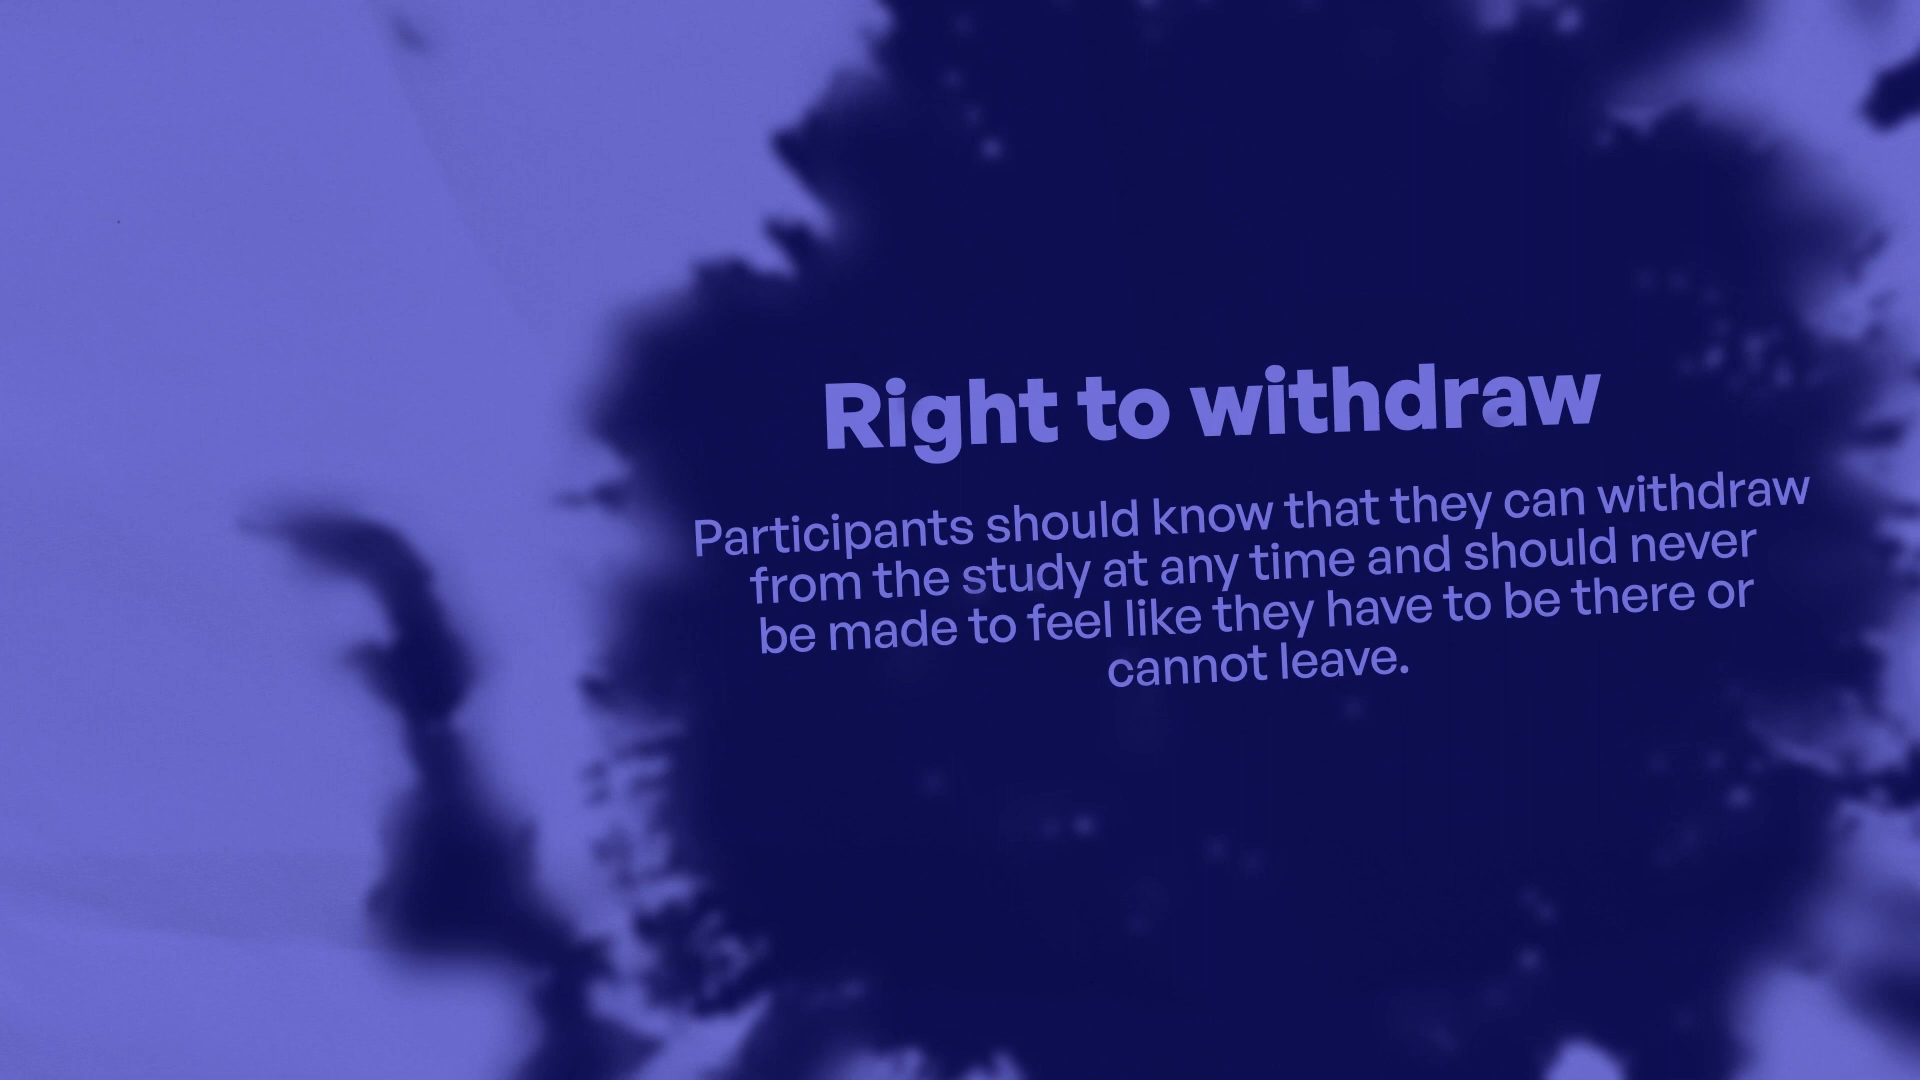 Right to withdraw
Participants should know that they can withdraw
from the study at any time and should never
be made to feel like they have to be there or
cannot leave.